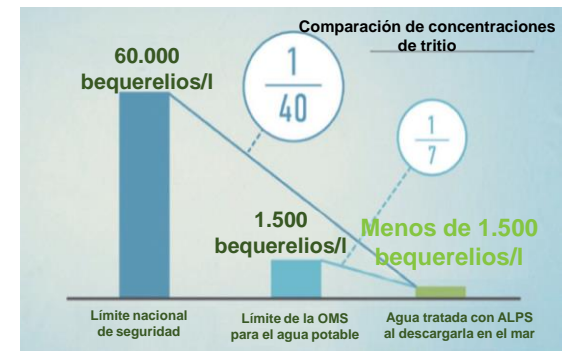 Comparación de concentraciones
de tritio
60.000
bequerelios/l
1
40
1
7
1.500
bequerelios/l
Menos de 1.500
bequerelios/l
Límite nacional
de seguridad
Límite de la OMS
para el agua potable
Agua tratada con ALPS
al descargarla en el mar